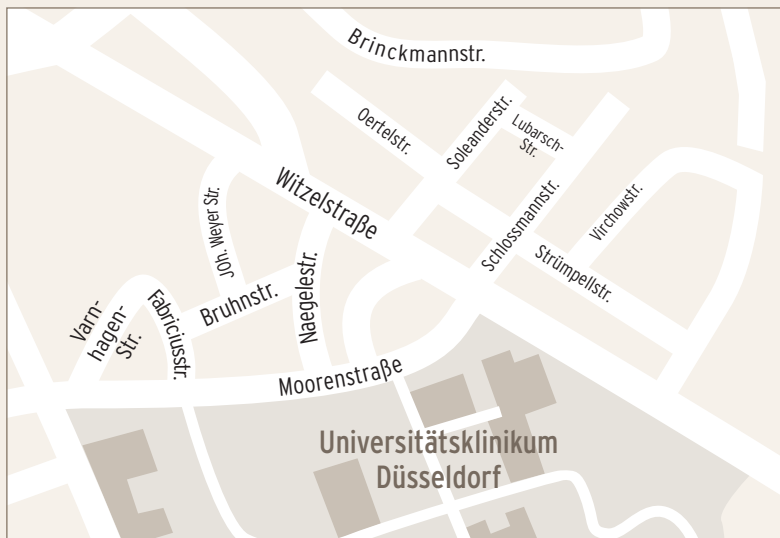 Brinckmannstr.
Oertelstr.
Soleanderstr.
Lubarsch-
Str.
Witzelstraße
Joh. Weyer Str.
Schlossmannstr.
Virchowstr.
Strümpellstr.
Varn-
hagen-
Str.
Fabriciusstr.
Bruhnstr.
Naegelestr.
Moorenstraße
Universitätsklinikum
Düsseldorf